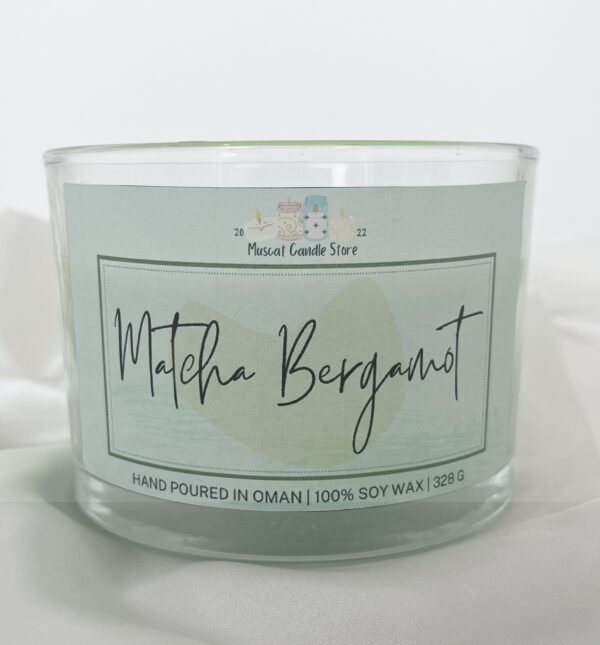 20 22
Muscat Candle Store
Matcha Bergamot
HAND POURED IN OMAN | 100% SOY WAX | 328 G